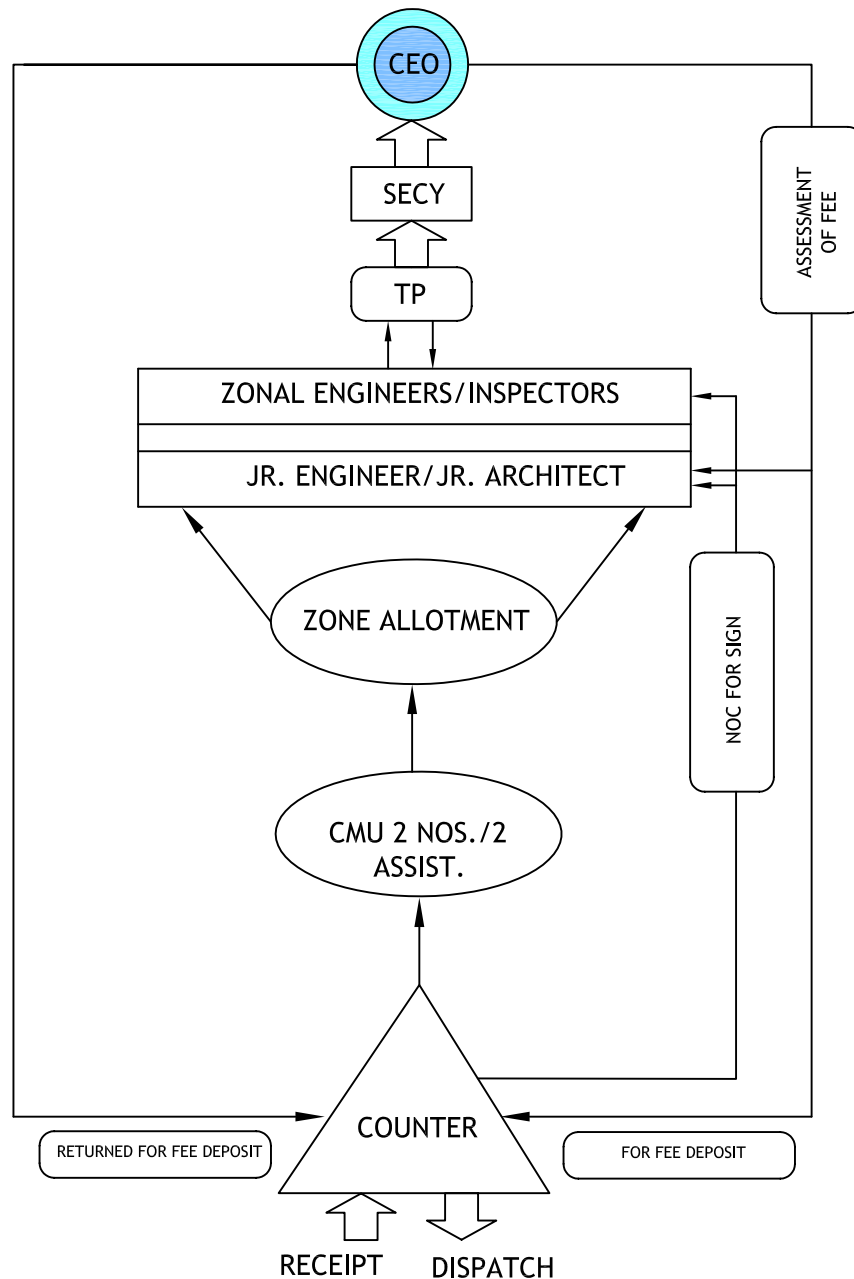 CEO
SECY
ASSESSMENT
OF FEE
TP
ZONAL ENGINEERS/INSPECTORS
JR. ENGINEER/JR. ARCHITECT
ZONE ALLOTMENT
NOC FOR SIGN
CMU 2 NOS./2
ASSIST.
COUNTER
RETURNED FOR FEE DEPOSIT
FOR FEE DEPOSIT
RECEIPT
DISPATCH